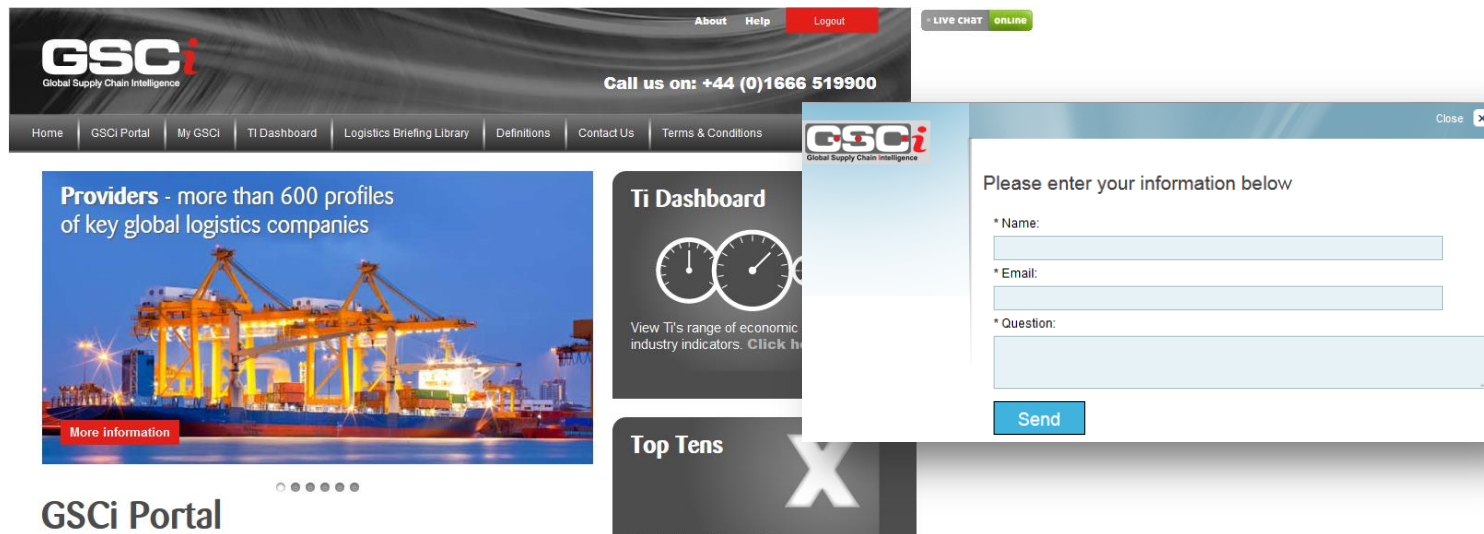 About Help Logout
LIVE CHAT ONLINE
GSCi
Global Supply Chain Intelligence
Call us on: +44 (0)1666 519900
Home GSCi Portal My GSCi TI Dashboard Logistics Briefing Library Definitions Contact Us Terms & Conditions
Providers - more than 600 profiles
of key global logistics companies
More information
GSCi Portal
Ti Dashboard
View Ti's range of economic
industry indicators. Click
Top Tens
X
Close
GSCi
Global Supply Chain Intelligence
Please enter your information below
* Name:
* Email:
* Question:
Send